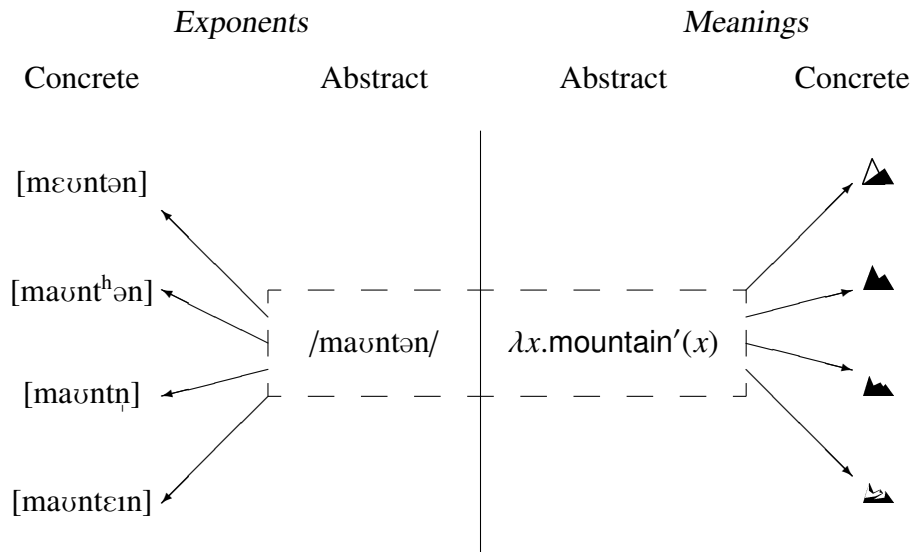 Exponents Meanings
Concrete Abstract Abstract Concrete
[mɛʊntən]
[maʊntʰən]
/maʊntən/ λx.mountain′(x)
[maʊntn̩]
[maʊntɛɪn]